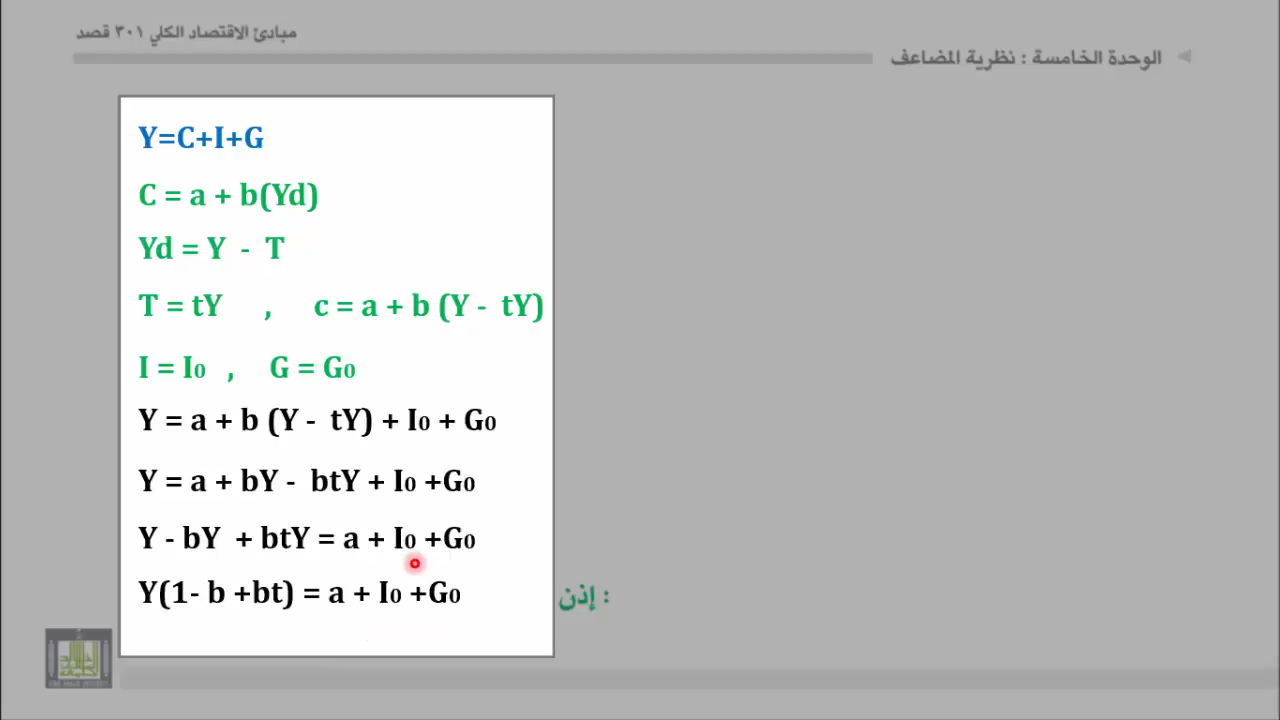 مبادئ الاقتصاد الكلي ٣٠١ قصد
الوحدة الخامسة : نظرية المضاعف
Y=C+I+G
C = a + b(Yd)
Yd = Y - T
T = tY , c = a + b (Y - tY)
I = I₀ , G = G₀
Y = a + b (Y - tY) + I₀ + G₀
Y = a + bY - btY + I₀ +G₀
Y - bY + btY = a + I₀ +G₀
Y(1- b +bt) = a + I₀ +G₀
إذن :